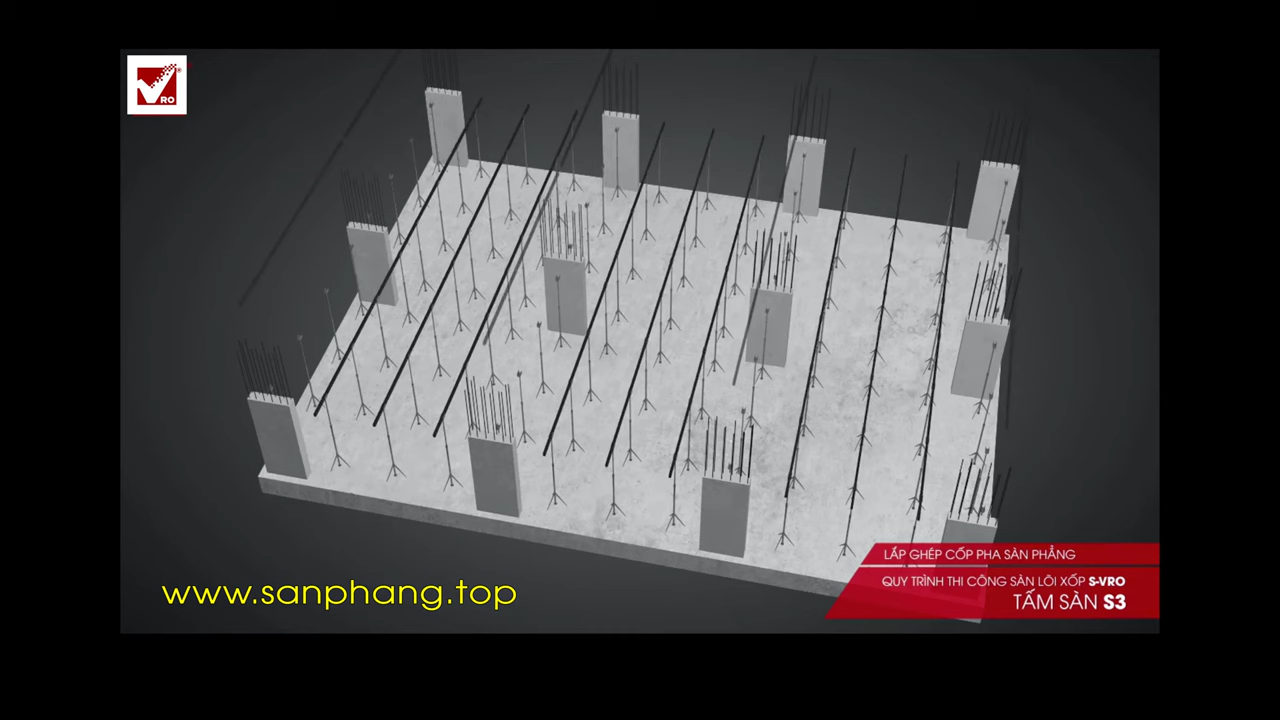 RO
LẮP GHÉP CỐP PHA SÀN PHẲNG
QUY TRÌNH THI CÔNG SÀN LÕI XỐP S-VRO
TẤM SÀN S3
www.sanphang.top